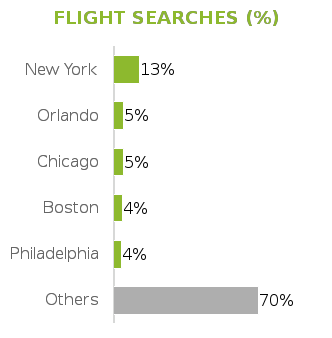 FLIGHT SEARCHES (%)
New York 13%
Orlando 5%
Chicago 5%
Boston 4%
Philadelphia 4%
Others 70%